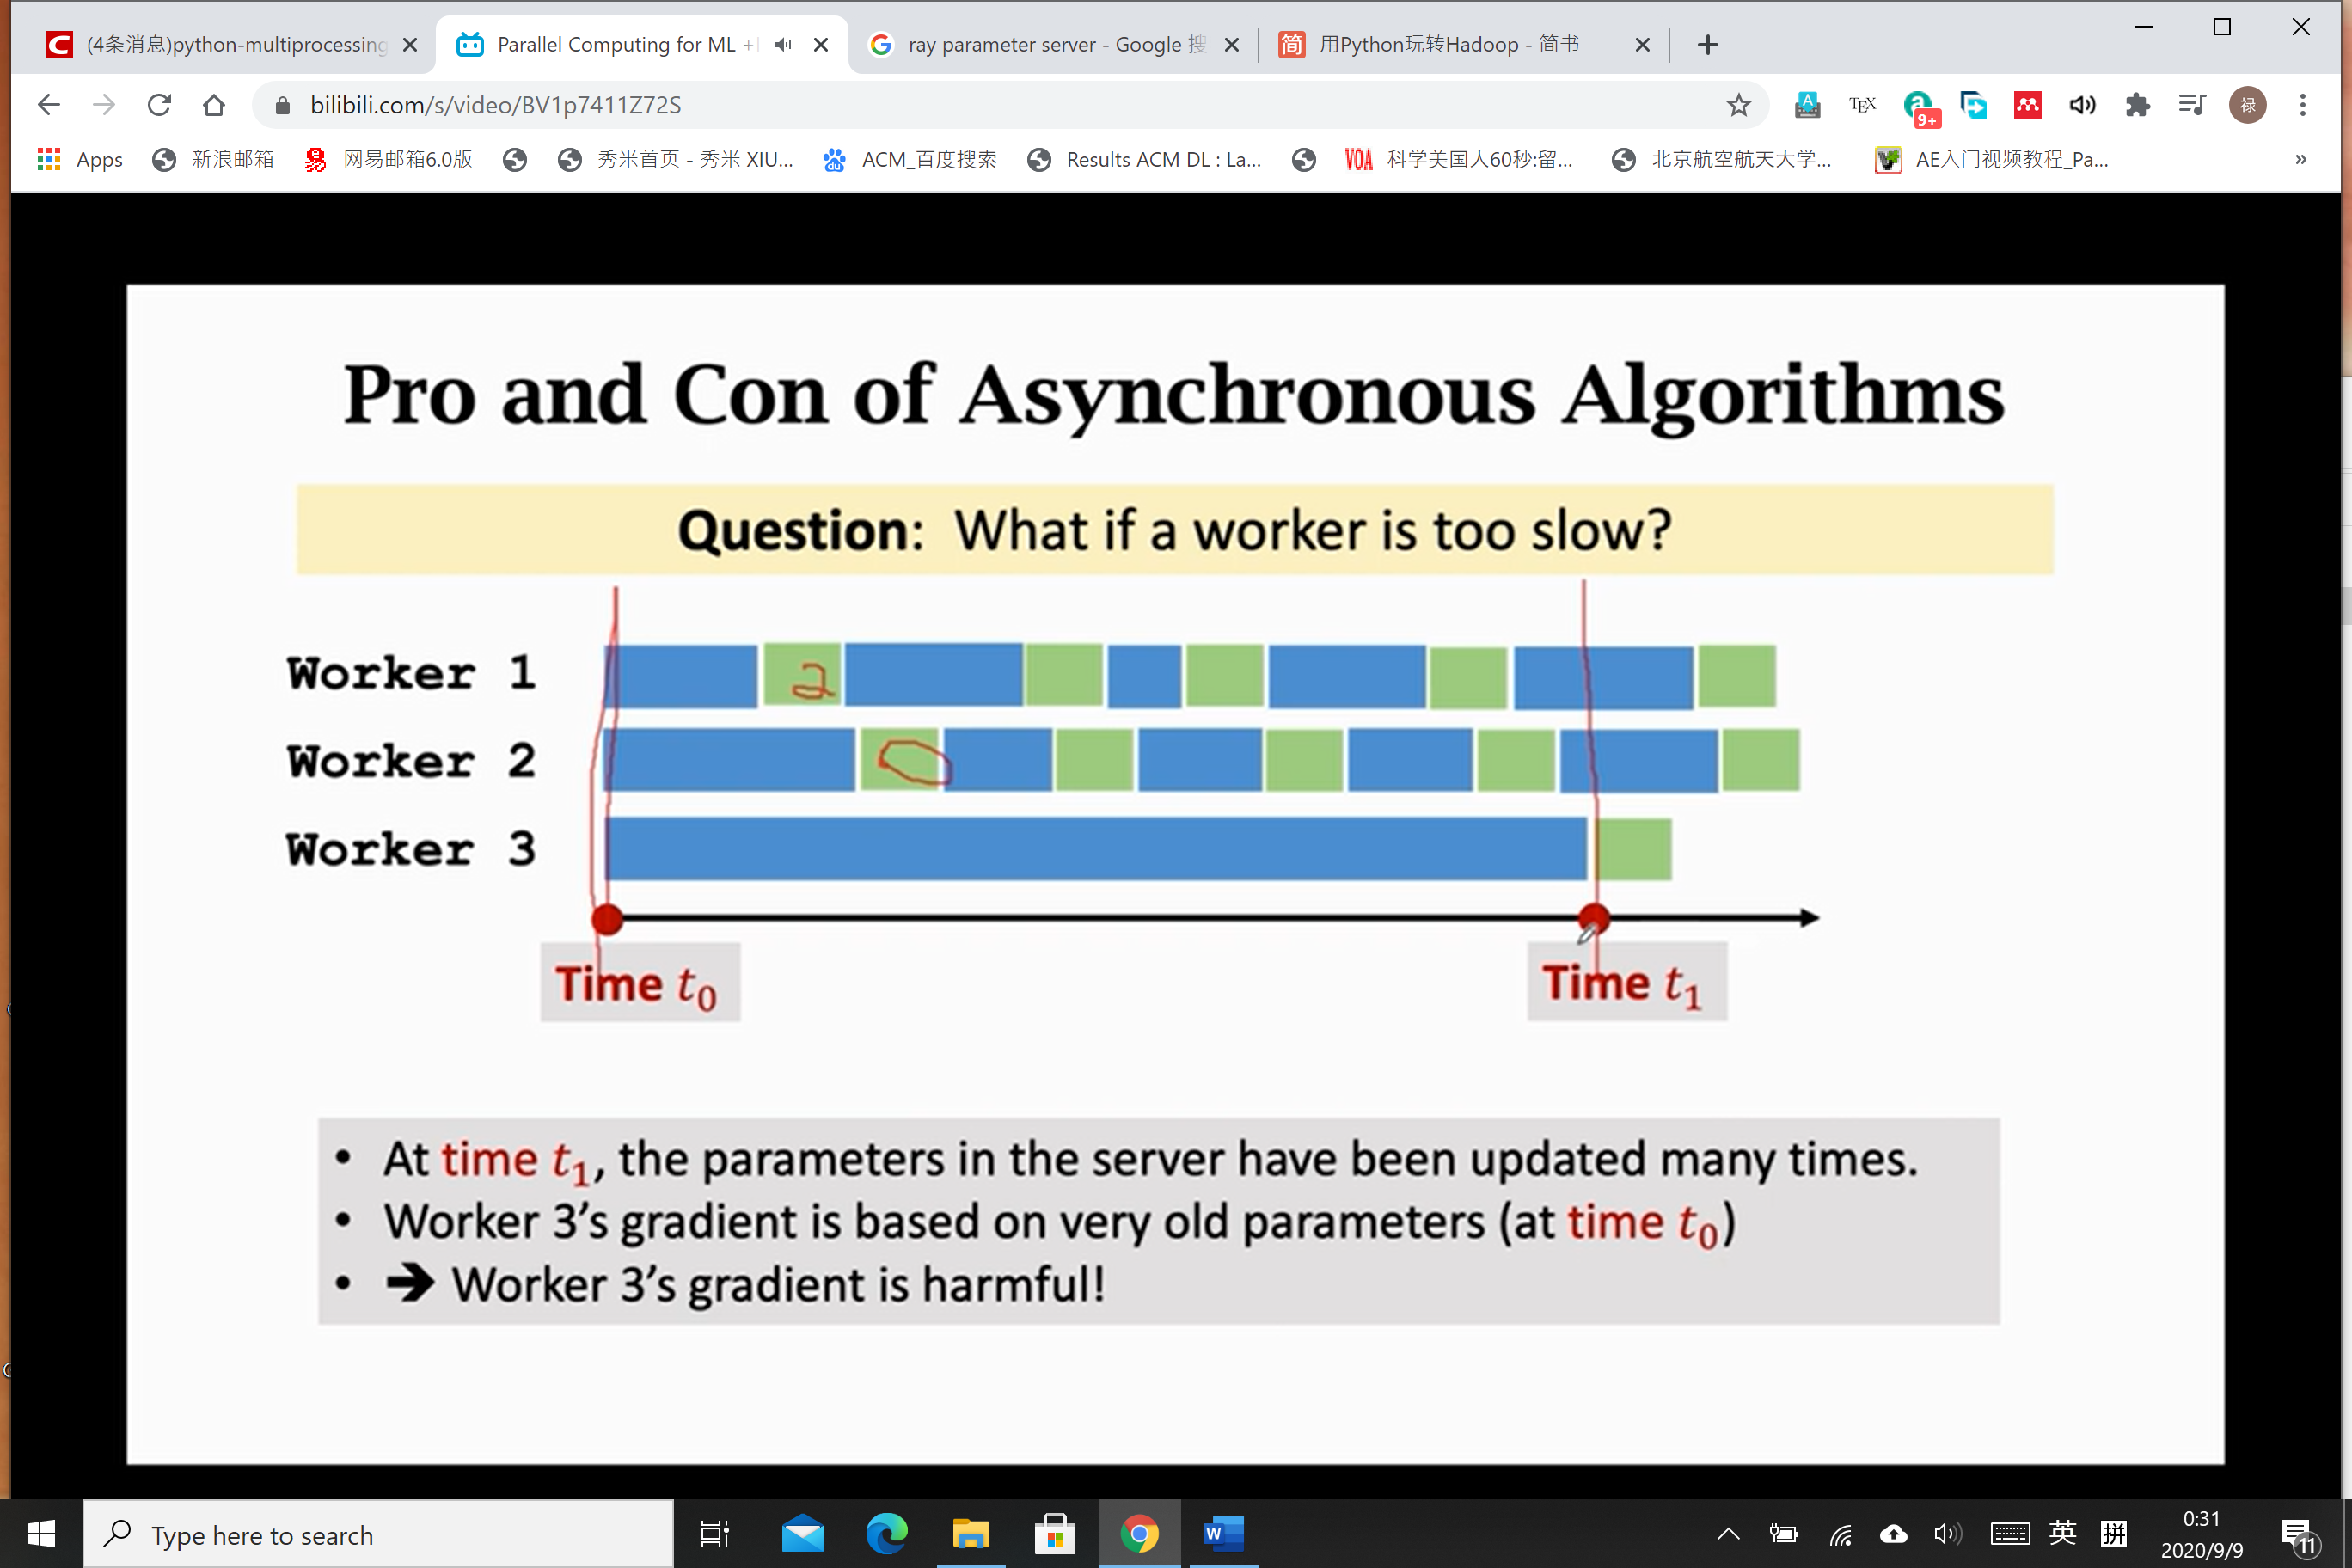 (4条消息)python-multiprocessing
Parallel Computing for ML +
ray parameter server - Google 搜
用Python玩转Hadoop - 简书
bilibili.com/s/video/BV1p7411Z72S
TEX
9+
禄
Apps
新浪邮箱
网易邮箱6.0版
秀米首页 - 秀米 XIU...
ACM_百度搜索
Results ACM DL : La...
VOA 科学美国人60秒:留...
北京航空航天大学...
AE入门视频教程_Pa...
»
Pro and Con of Asynchronous Algorithms
Question: What if a worker is too slow?
Worker 1
2
Worker 2
Worker 3
Time t₀
Time t₁
• At time t₁, the parameters in the server have been updated many times.
• Worker 3’s gradient is based on very old parameters (at time t₀)
• ➔ Worker 3’s gradient is harmful!
Type here to search
W
英
拼
0:31
2020/9/9
11